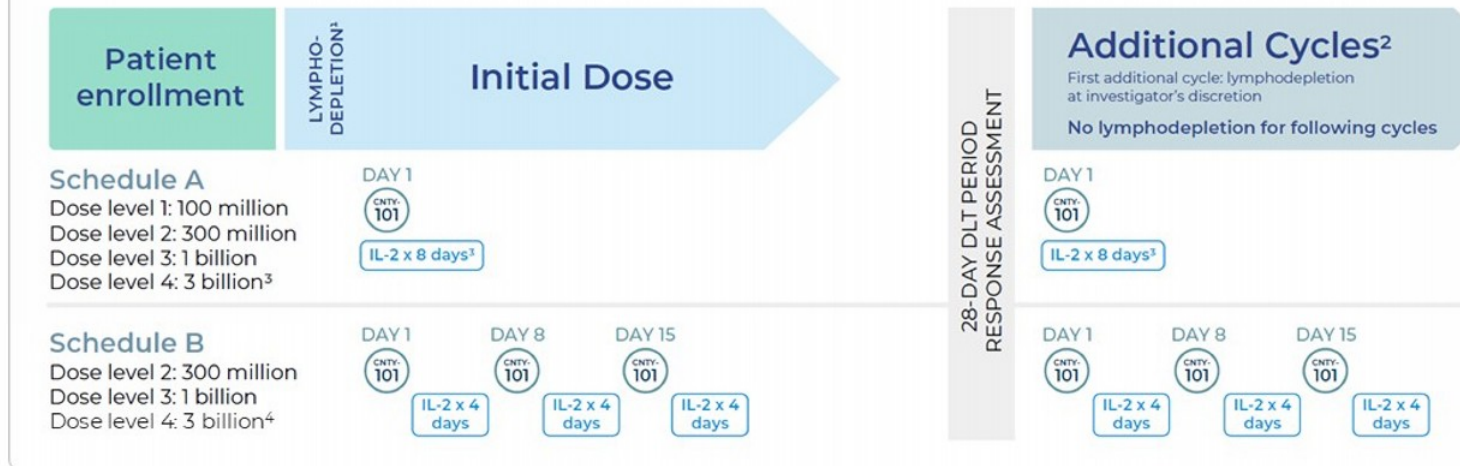 Patient
enrollment
LYMPHO-
DEPLETION¹
Initial Dose
28-DAY DLT PERIOD
RESPONSE ASSESSMENT
Additional Cycles²
First additional cycle: lymphodepletion
at investigator's discretion
No lymphodepletion for following cycles
Schedule A
Dose level 1: 100 million
Dose level 2: 300 million
Dose level 3: 1 billion
Dose level 4: 3 billion³
DAY 1
CNTY-
101
IL-2 x 8 days³
DAY 1
CNTY-
101
IL-2 x 8 days³
Schedule B
Dose level 2: 300 million
Dose level 3: 1 billion
Dose level 4: 3 billion⁴
DAY 1
CNTY-
101
IL-2 x 4
days
DAY 8
CNTY-
101
IL-2 x 4
days
DAY 15
CNTY-
101
IL-2 x 4
days
DAY 1
CNTY-
101
IL-2 x 4
days
DAY 8
CNTY-
101
IL-2 x 4
days
DAY 15
CNTY-
101
IL-2 x 4
days